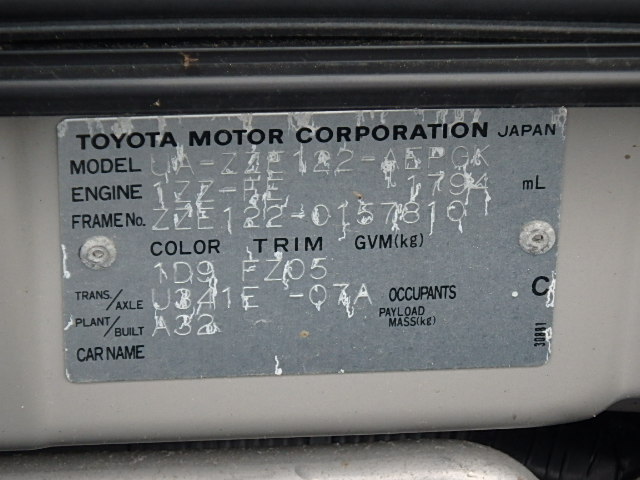 TOYOTA MOTOR CORPORATION JAPAN
MODEL UA-ZZE122-AEPGK
ENGINE 1ZZ-FE 1794 mL
FRAME No. ZZE122-0157810
COLOR TRIM GVM(kg)
1D9 FZ05
TRANS./AXLE U341E -07A OCCUPANTS C
PLANT/BUILT A32 PAYLOAD MASS(kg)
CAR NAME